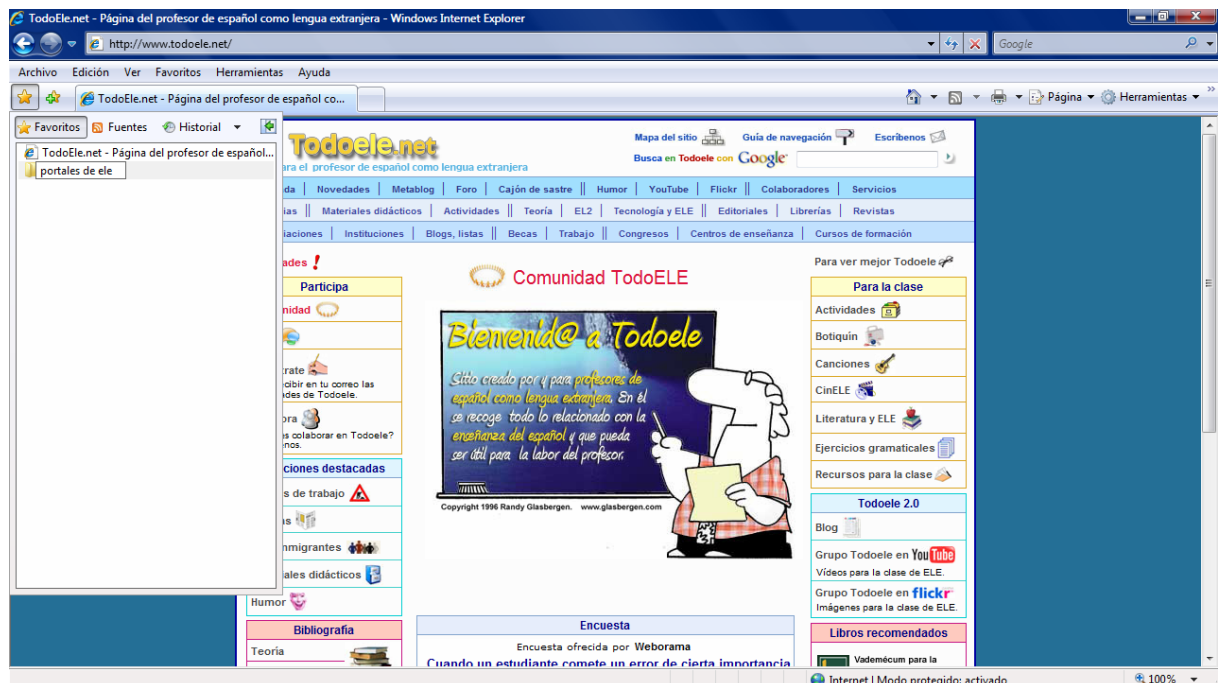 TodoEle.net - Página del profesor de español como lengua extranjera - Windows Internet Explorer
http://www.todoele.net/
Google
Archivo Edición Ver Favoritos Herramientas Ayuda
TodoEle.net - Página del profesor de español co...
Página Herramientas
Favoritos Fuentes Historial
TodoEle.net - Página del profesor de español...
portales de ele
Todoele.net
ara el profesor de español como lengua extranjera
Mapa del sitio Guía de navegación Escríbenos
Busca en Todoele con Google
da | Novedades | Metablog | Foro | Cajón de sastre || Humor | YouTube | Flickr || Colaboradores | Servicios
ias || Materiales didácticos | Actividades || Teoría | EL2 | Tecnología y ELE || Editoriales | Librerías | Revistas
iaciones | Instituciones | Blogs, listas || Becas | Trabajo || Congresos | Centros de enseñanza | Cursos de formación
ades !
Participa
nidad
rate
cibir en tu correo las
ades de Todoele.
ora
s colaborar en Todoele?
enos.
ciones destacadas
s de trabajo
as
nmigrantes
iales didácticos
Humor
Bibliografía
Teoría
Comunidad TodoELE
Bienvenid@ a Todoele
Sitio creado por y para profesores de
español como lengua extranjera. En él
se recoge todo lo relacionado con la
enseñanza del español y que pueda
ser útil para la labor del profesor.
Copyright 1996 Randy Glasbergen. www.glasbergen.com
Encuesta
Encuesta ofrecida por Weborama
Cuando un estudiante comete un error de cierta importancia
Para ver mejor Todoele
Para la clase
Actividades
Botiquín
Canciones
CinELE
Literatura y ELE
Ejercicios gramaticales
Recursos para la clase
Todoele 2.0
Blog
Grupo Todoele en YouTube
Vídeos para la clase de ELE.
Grupo Todoele en flickr
Imágenes para la clase de ELE.
Libros recomendados
Vademécum para la
Internet | Modo protegido: activado
100%